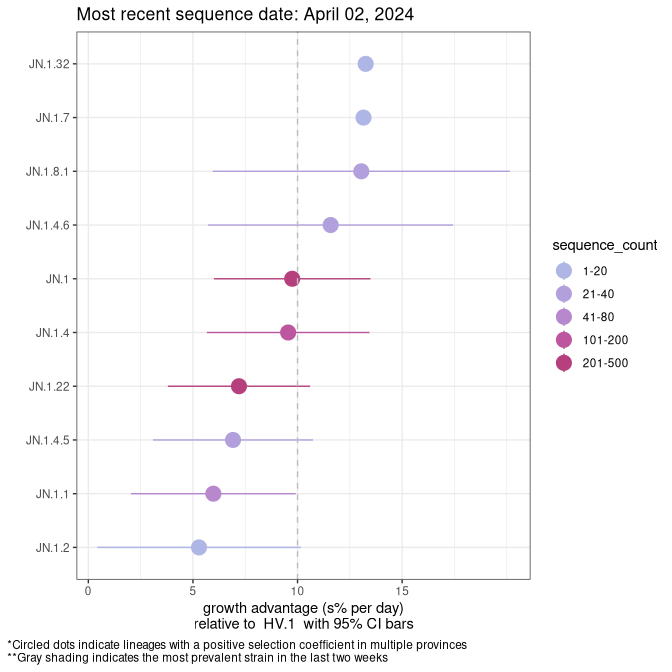 Most recent sequence date: April 02, 2024
JN.1.32
JN.1.7
JN.1.8.1
JN.1.4.6
JN.1
JN.1.4
JN.1.22
JN.1.4.5
JN.1.1
JN.1.2
0 5 10 15
growth advantage (s% per day)
relative to HV.1 with 95% CI bars
sequence_count
1-20
21-40
41-80
101-200
201-500
*Circled dots indicate lineages with a positive selection coefficient in multiple provinces
**Gray shading indicates the most prevalent strain in the last two weeks